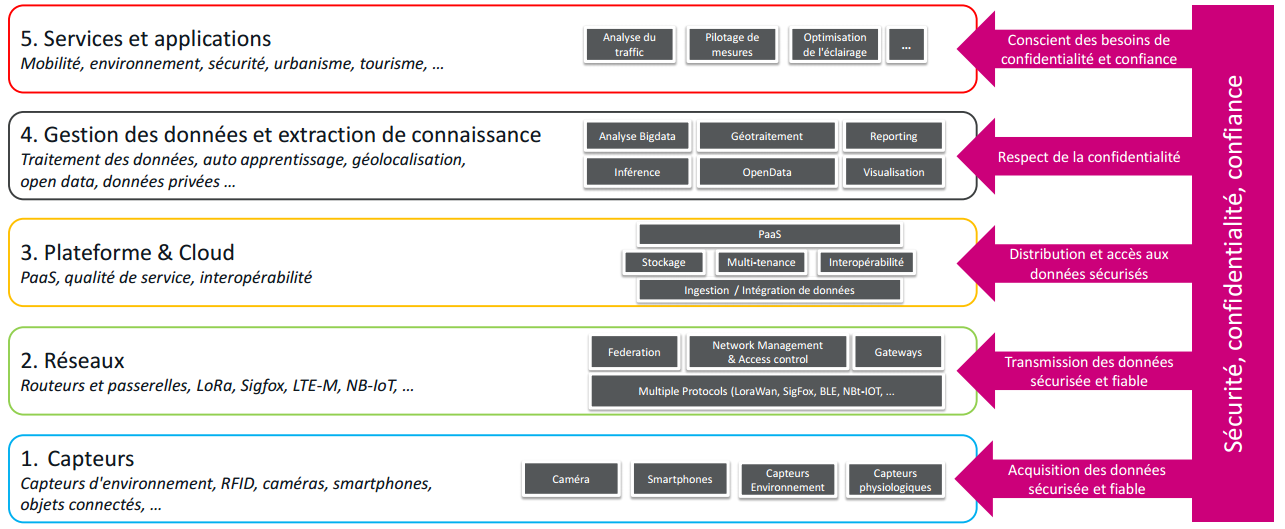 5. Services et applications
Mobilité, environnement, sécurité, urbanisme, tourisme, ...
Analyse du
traffic
Pilotage de
mesures
Optimisation
de l'éclairage
...
Conscient des besoins de
confidentialité et confiance
4. Gestion des données et extraction de connaissance
Traitement des données, auto apprentissage, géolocalisation,
open data, données privées ...
Analyse Bigdata
Géotraitement
Reporting
Inférence
OpenData
Visualisation
Respect de la confidentialité
3. Plateforme & Cloud
PaaS, qualité de service, interopérabilité
PaaS
Stockage
Multi-tenance
Interopérabilité
Ingestion / Intégration de données
Distribution et accès aux
données sécurisés
2. Réseaux
Routeurs et passerelles, LoRa, Sigfox, LTE-M, NB-IoT, ...
Federation
Network Management
& Access control
Gateways
Multiple Protocols (LoraWan, SigFox, BLE, NBt-IOT, ...
Transmission des données
sécurisée et fiable
1. Capteurs
Capteurs d'environnement, RFID, caméras, smartphones,
objets connectés, ...
Caméra
Smartphones
Capteurs
Environnement
Capteurs
physiologiques
Acquisition des données
sécurisée et fiable
Sécurité, confidentialité, confiance